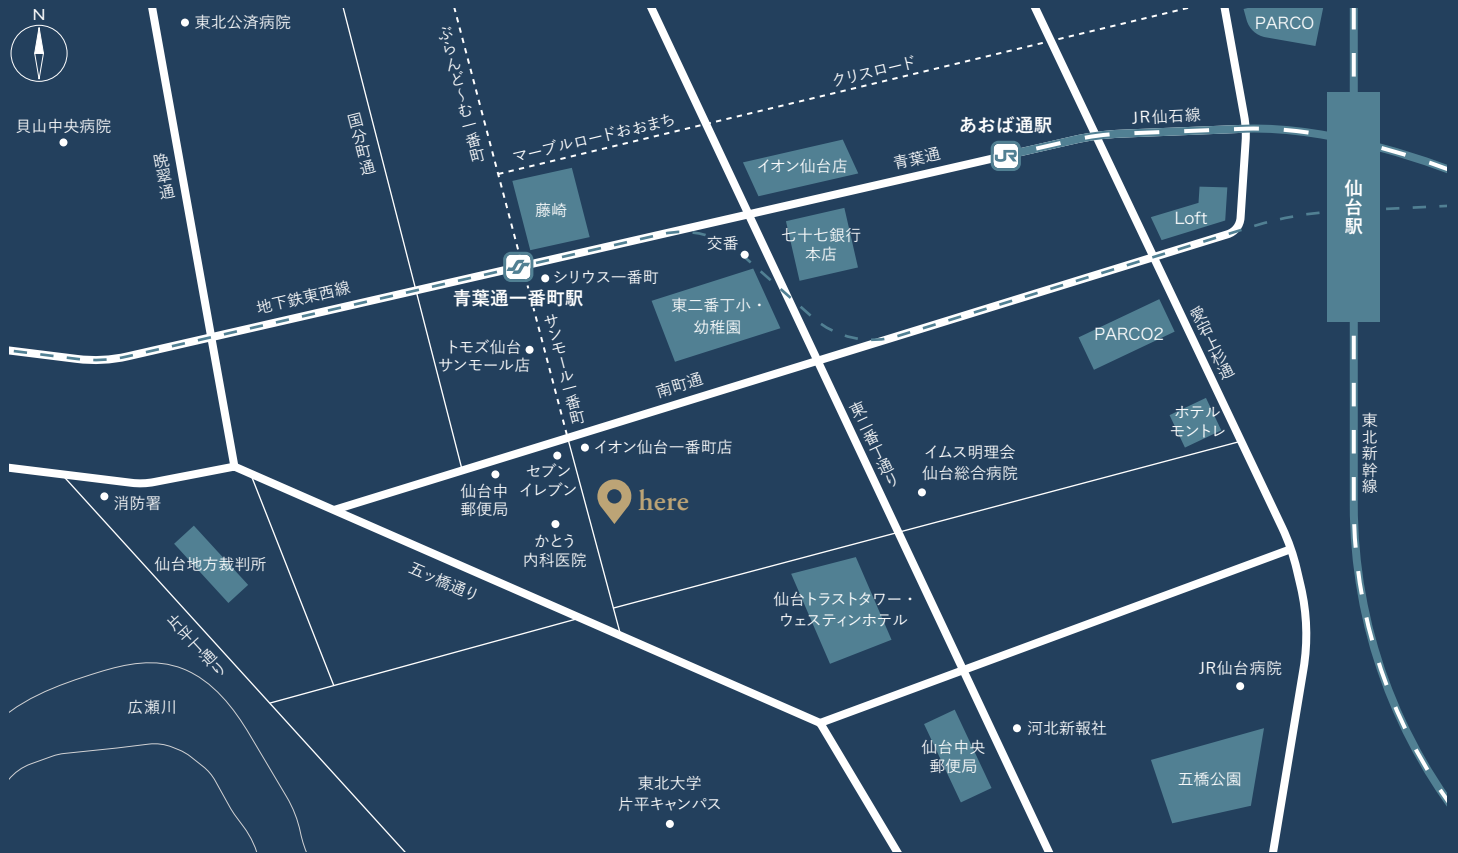 N
東北公済病院
貝山中央病院
晩翠通
国分町通
ぶらんど〜む一番町
マーブルロードおおまち
クリスロード
PARCO
あおば通駅
JR
JR仙石線
イオン仙台店
青葉通
仙台駅
Loft
藤崎
交番
七十七銀行
本店
シリウス一番町
青葉通一番町駅
地下鉄東西線
東二番丁小・
幼稚園
PARCO2
愛宕上杉通
トモズ仙台
サンモール店
サンモール一番町
南町通
東二番丁通り
ホテル
モントレ
東北新幹線
イオン仙台一番町店
イムス明理会
仙台総合病院
セブン
イレブン
仙台中
郵便局
here
消防署
かとう
内科医院
仙台地方裁判所
五ッ橋通り
片平丁通り
仙台トラストタワー・
ウェスティンホテル
JR仙台病院
広瀬川
河北新報社
仙台中央
郵便局
五橋公園
東北大学
片平キャンパス